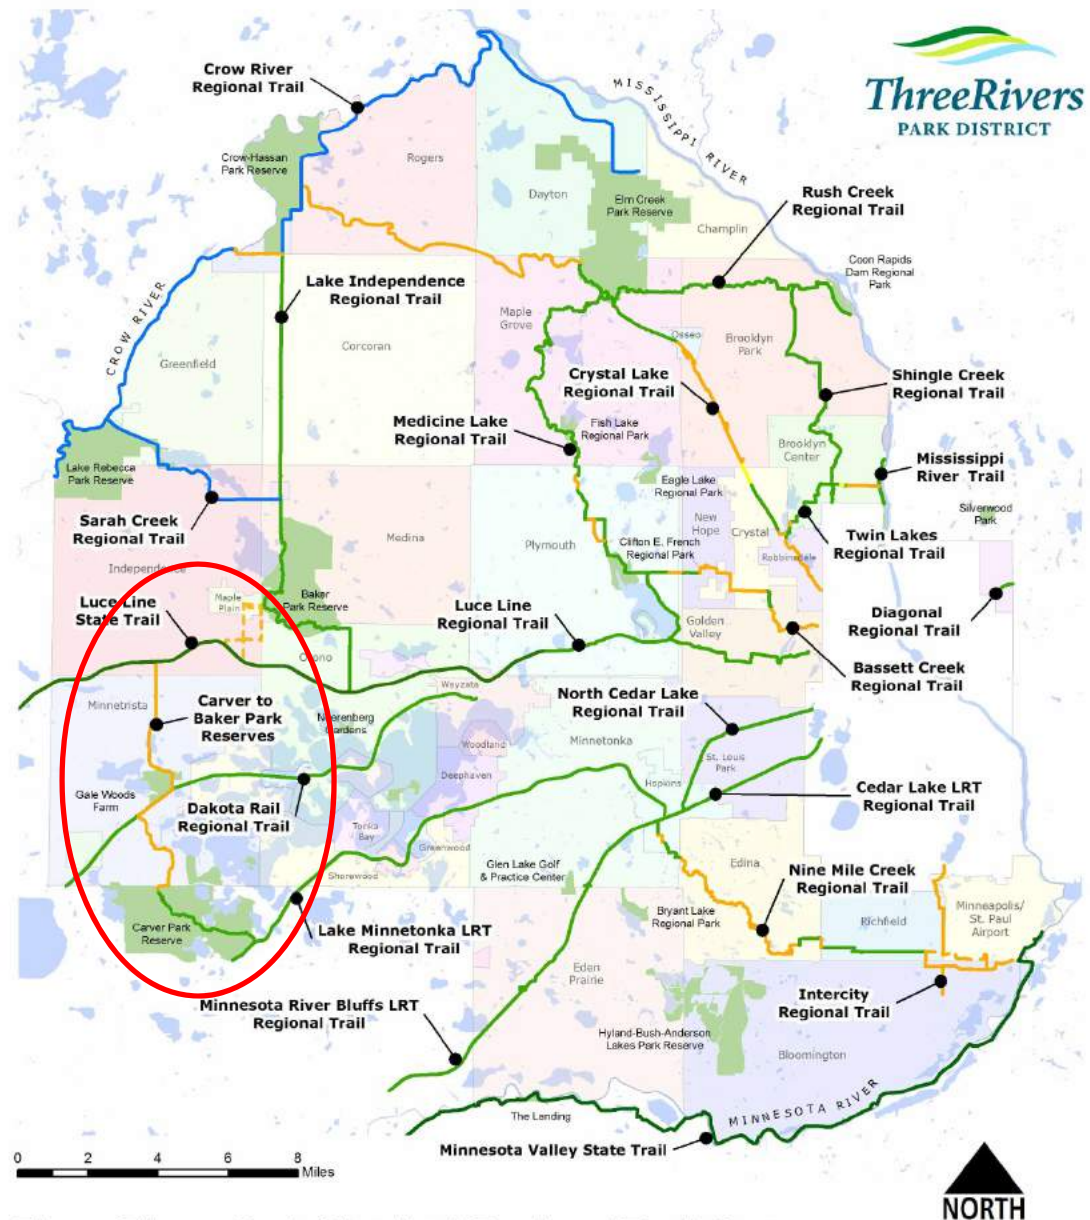 ThreeRivers
PARK DISTRICT
Crow River
Regional Trail
MISSISSIPPI RIVER
Crow-Hassan
Park Reserve
Rogers
Dayton
Elm Creek
Park Reserve
Champlin
Rush Creek
Regional Trail
Coon Rapids
Dam Regional
Park
Lake Independence
Regional Trail
CROW RIVER
Greenfield
Corcoran
Maple
Grove
Osseo
Brooklyn
Park
Crystal Lake
Regional Trail
Shingle Creek
Regional Trail
Medicine Lake
Regional Trail
Fish Lake
Regional Park
Brooklyn
Center
Mississippi
River Trail
Lake Rebecca
Park Reserve
Eagle Lake
Regional Park
Silverwood
Park
Sarah Creek
Regional Trail
Medina
Plymouth
New
Hope
Crystal
Robbinsdale
Twin Lakes
Regional Trail
Clifton E. French
Regional Park
Independence
Maple
Plain
Baker
Park Reserve
Luce Line
State Trail
Luce Line
Regional Trail
Golden
Valley
Diagonal
Regional Trail
Orono
Bassett Creek
Regional Trail
Wayzata
North Cedar Lake
Regional Trail
Minnetrista
Carver to
Baker Park
Reserves
Noerenberg
Gardens
Woodland
Minnetonka
St. Louis
Park
Deephaven
Hopkins
Cedar Lake LRT
Regional Trail
Gale Woods
Farm
Dakota Rail
Regional Trail
Tonka
Bay
Greenwood
Shorewood
Glen Lake Golf
& Practice Center
Edina
Nine Mile Creek
Regional Trail
Minneapolis/
St. Paul
Airport
Bryant Lake
Regional Park
Richfield
Carver Park
Reserve
Lake Minnetonka LRT
Regional Trail
Eden
Prairie
Minnesota River Bluffs LRT
Regional Trail
Intercity
Regional Trail
Hyland-Bush-Anderson
Lakes Park Reserve
Bloomington
The Landing
MINNESOTA RIVER
Minnesota Valley State Trail
0 2 4 8
Miles
NORTH